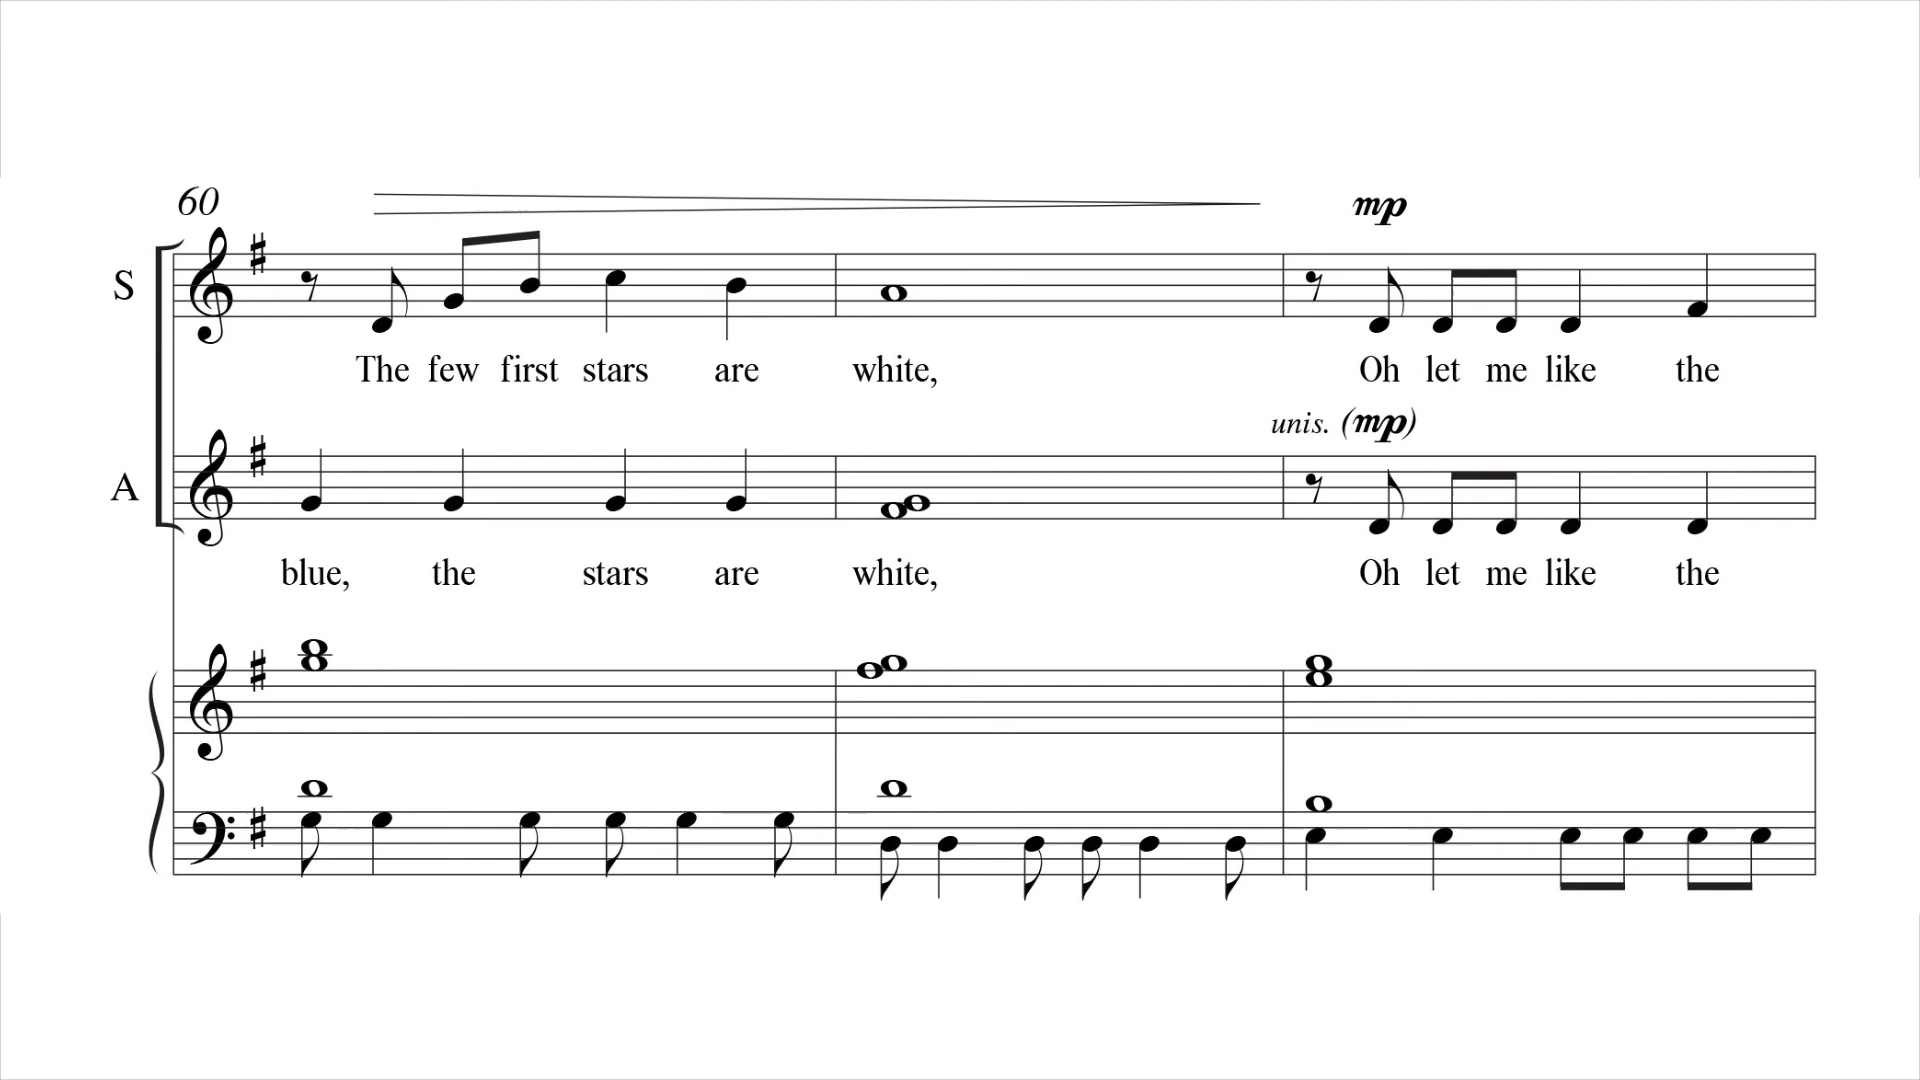 60
mp
S
The few first stars are white, Oh let me like the
unis. (mp)
A
blue, the stars are white, Oh let me like the